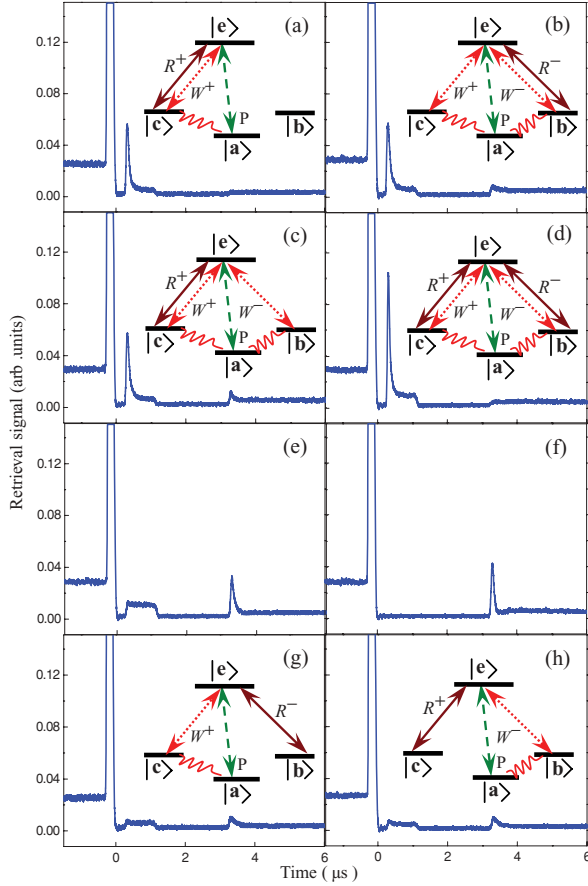 (a)
|e>
R+
W+
P
|c>
|a>
|b>
0.12
0.08
0.04
0.00
(b)
|e>
R−
W+
W−
P
|c>
|a>
|b>
(c)
|e>
R+
W+
W−
P
|c>
|a>
|b>
0.12
0.08
0.04
0.00
(d)
|e>
R+
R−
W+
W−
P
|c>
|a>
|b>
Retrieval signal (arb .units)
(e)
0.12
0.08
0.04
0.00
(f)
(g)
|e>
R−
W+
P
|c>
|a>
|b>
0.12
0.08
0.04
0.00
(h)
|e>
R+
W−
P
|c>
|a>
|b>
0 2 4 6 0 2 4 6
Time ( μs )